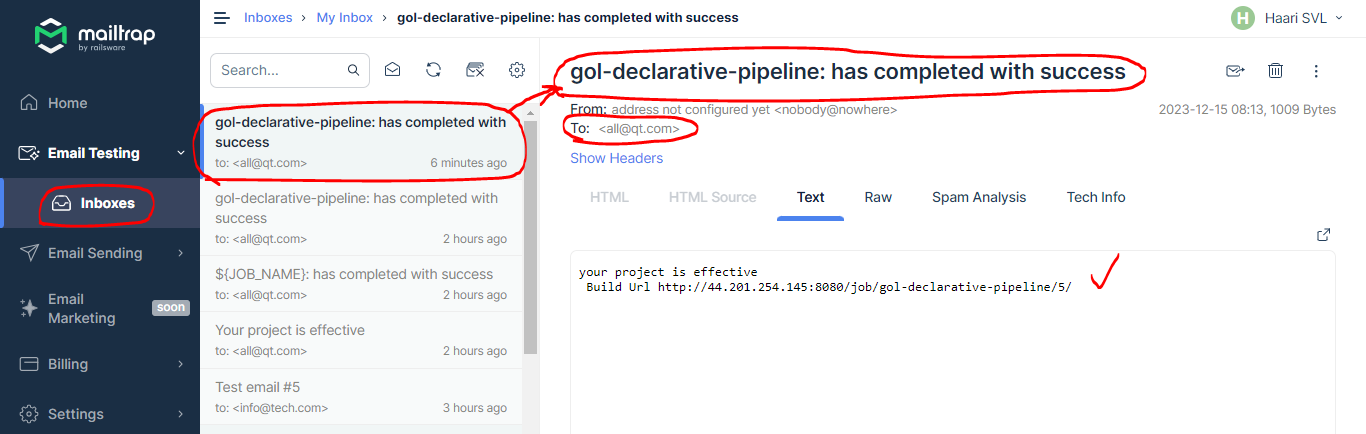 mailtrap
by railsware
Home
Email Testing
Inboxes
Email Sending
Email
Marketing
soon
Billing
Settings
Inboxes › My Inbox › gol-declarative-pipeline: has completed with success
H Haari SVL
Search...
gol-declarative-pipeline: has completed with
success
to: <all@qt.com> 6 minutes ago
gol-declarative-pipeline: has completed with
success
to: <all@qt.com> 2 hours ago
${JOB_NAME}: has completed with success
to: <all@qt.com> 2 hours ago
Your project is effective
to: <all@qt.com> 2 hours ago
Test email #5
to: <info@tech.com> 3 hours ago
gol-declarative-pipeline: has completed with success
From: address not configured yet <nobody@nowhere> 2023-12-15 08:13, 1009 Bytes
To: <all@qt.com>
Show Headers
HTML HTML Source Text Raw Spam Analysis Tech Info
your project is effective
Build Url http://44.201.254.145:8080/job/gol-declarative-pipeline/5/